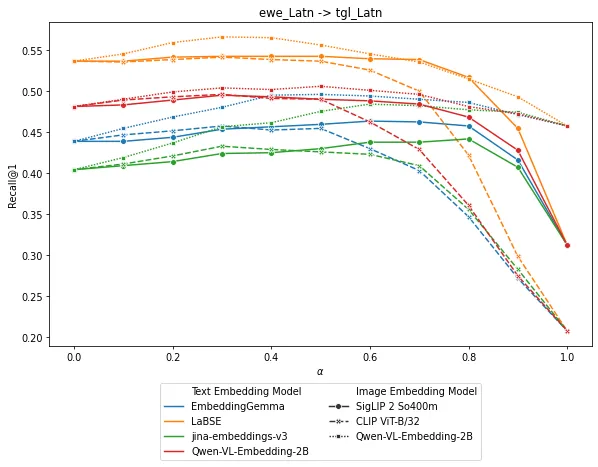 ewe_Latn -> tgl_Latn
0.55
0.50
0.45
0.40
0.35
0.30
0.25
0.20
Recall@1
0.0 0.2 0.4 0.6 0.8 1.0
α
Text Embedding Model Image Embedding Model
EmbeddingGemma SigLIP 2 So400m
LaBSE CLIP ViT-B/32
jina-embeddings-v3 Qwen-VL-Embedding-2B
Qwen-VL-Embedding-2B